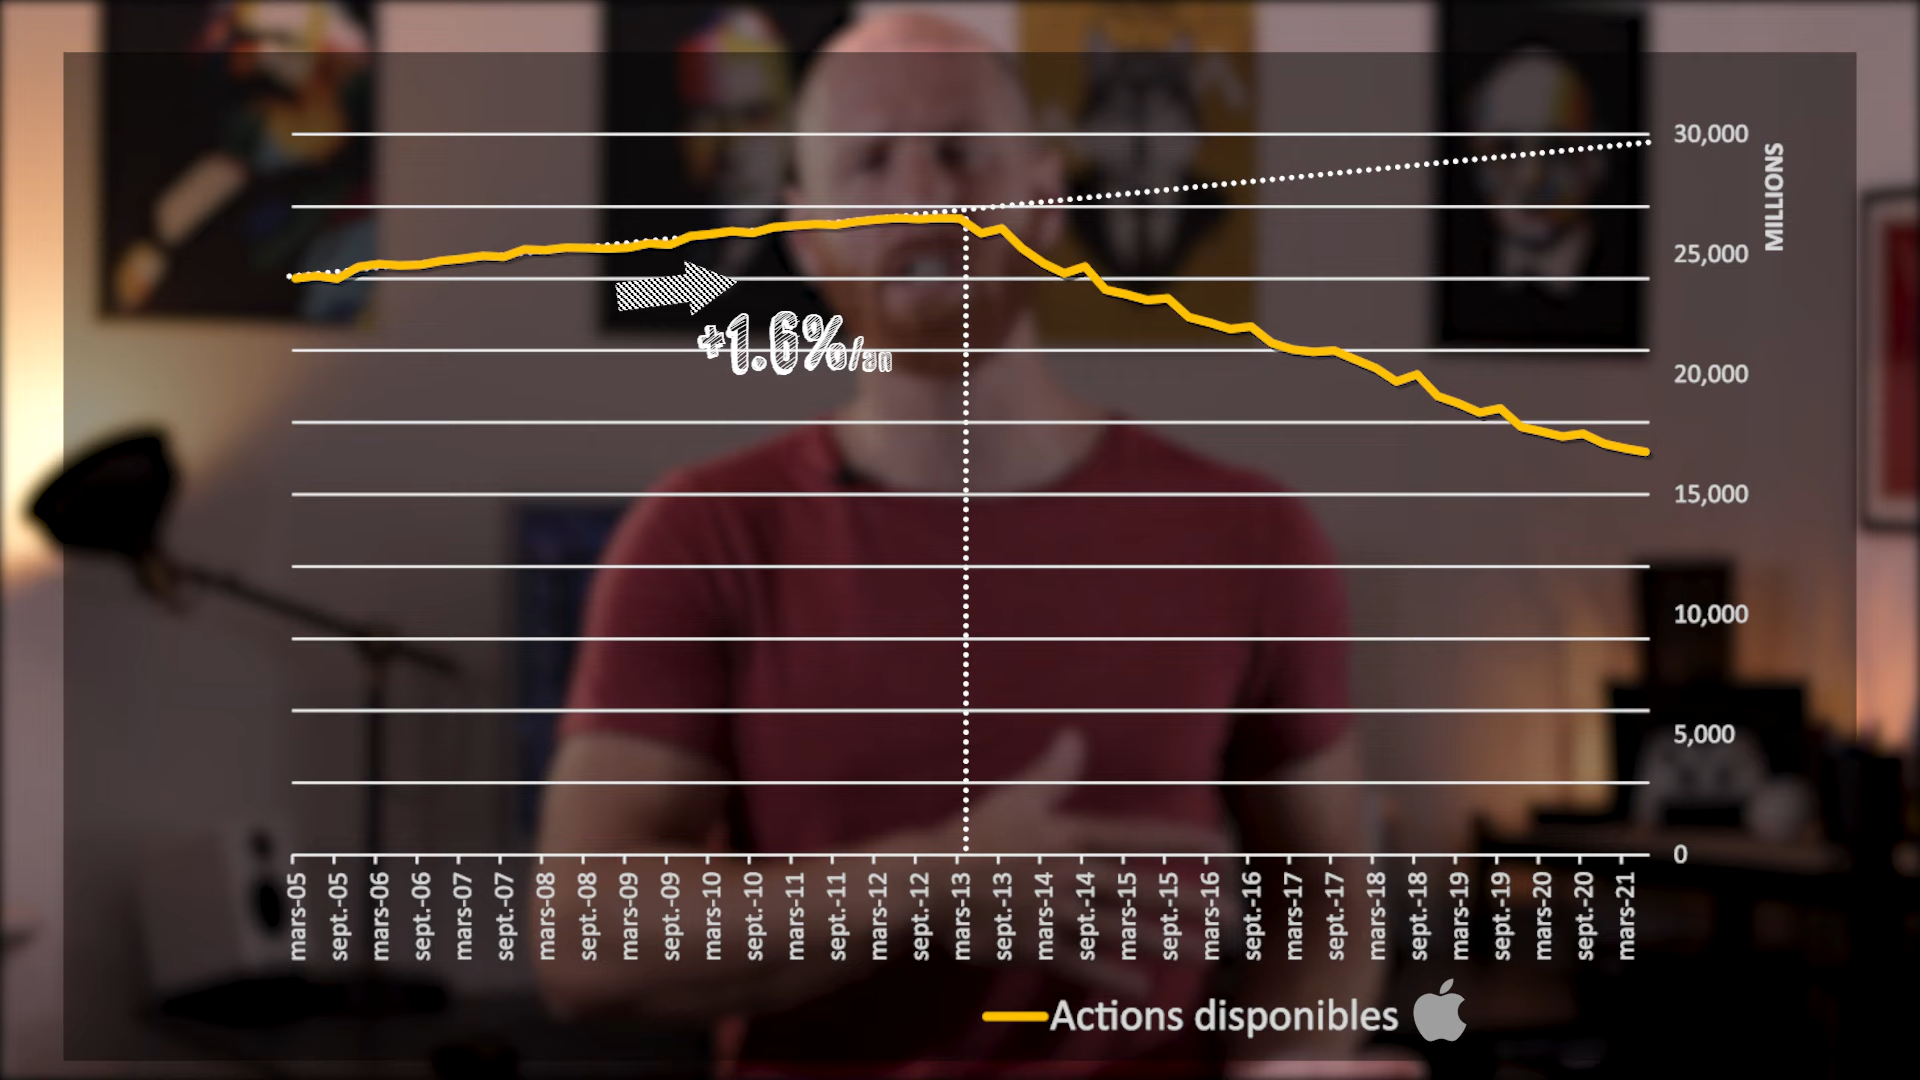 30,000
MILLIONS
25,000
+1.6%/an
20,000
15,000
10,000
5,000
0
mars-05
sept.-05
mars-06
sept.-06
mars-07
sept.-07
mars-08
sept.-08
mars-09
sept.-09
mars-10
sept.-10
mars-11
sept.-11
mars-12
sept.-12
mars-13
sept.-13
mars-14
sept.-14
mars-15
sept.-15
mars-16
sept.-16
mars-17
sept.-17
mars-18
sept.-18
mars-19
sept.-19
mars-20
sept.-20
mars-21
Actions disponibles